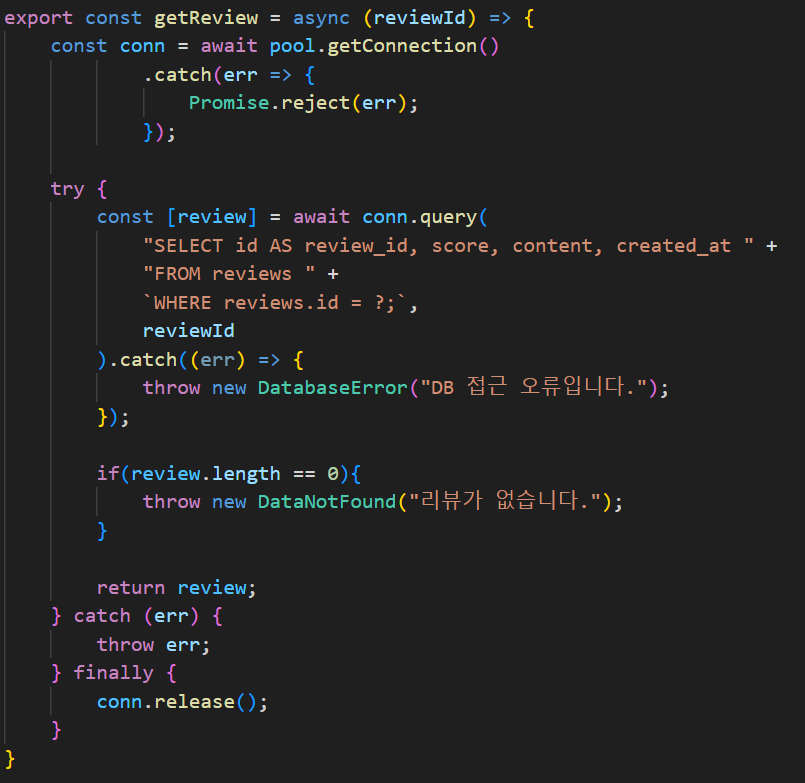 export const getReview = async (reviewId) => {
    const conn = await pool.getConnection()
            .catch(err => {
                Promise.reject(err);
            });

    try {
        const [review] = await conn.query(
            "SELECT id AS review_id, score, content, created_at " +
            "FROM reviews " +
            `WHERE reviews.id = ?;`,
            reviewId
        ).catch((err) => {
            throw new DatabaseError("DB 접근 오류입니다.");
        });

        if(review.length == 0){
            throw new DataNotFound("리뷰가 없습니다.");
        }

        return review;
    } catch (err) {
        throw err;
    } finally {
        conn.release();
    }
}